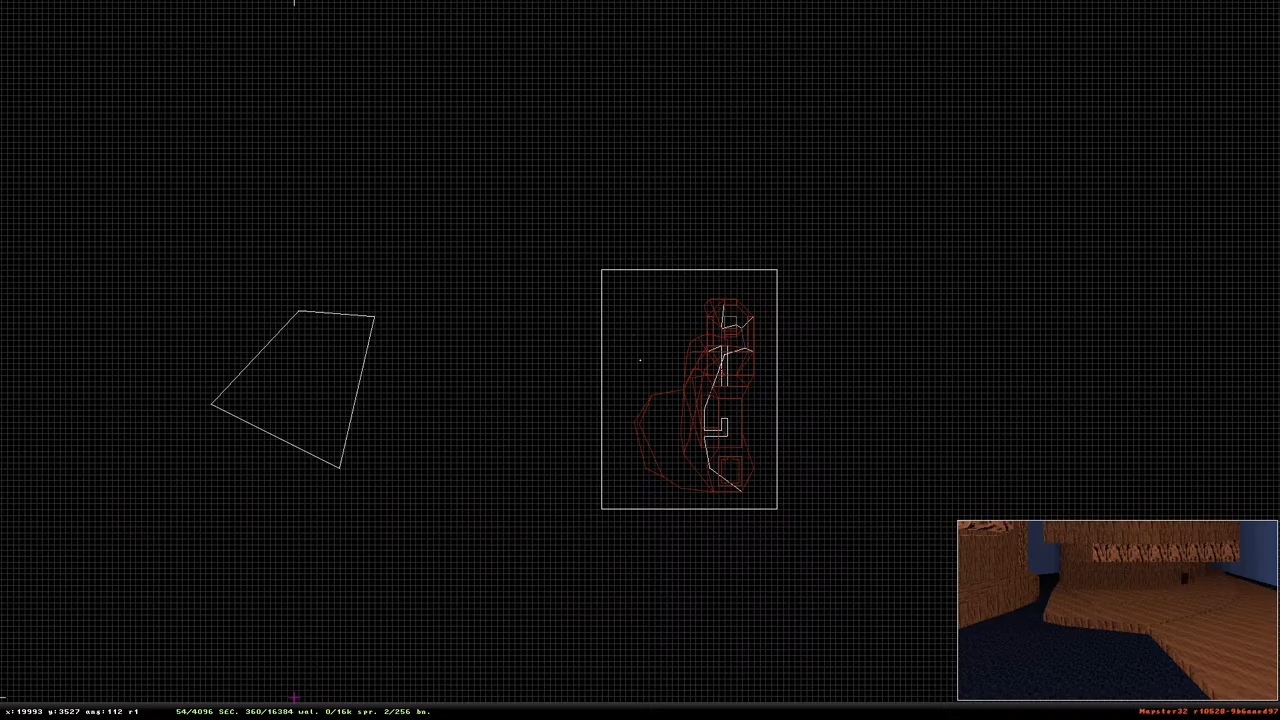 x:19993 y:3527 ang:112 r1 54/4096 SEC. 360/16384 wal. 0/16k spr. 2/256 bn. Mapster32 r10528-9b6aaed97